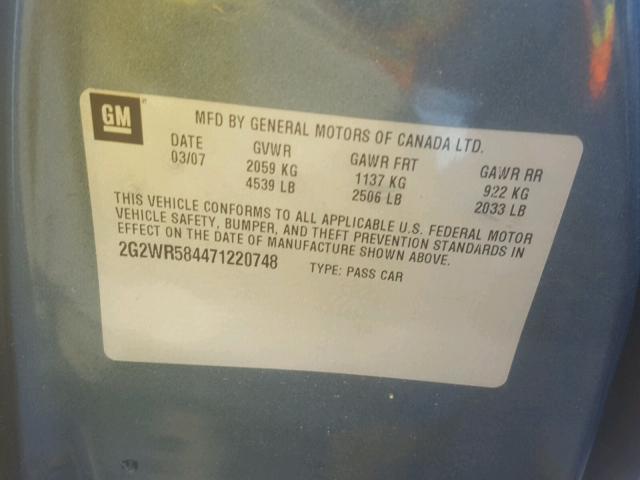 GM
MFD BY GENERAL MOTORS OF CANADA LTD.
DATE GVWR GAWR FRT GAWR RR
03/07 2059 KG 1137 KG 922 KG
4539 LB 2506 LB 2033 LB
THIS VEHICLE CONFORMS TO ALL APPLICABLE U.S. FEDERAL MOTOR
VEHICLE SAFETY, BUMPER, AND THEFT PREVENTION STANDARDS IN
EFFECT ON THE DATE OF MANUFACTURE SHOWN ABOVE.
2G2WR584471220748 TYPE: PASS CAR